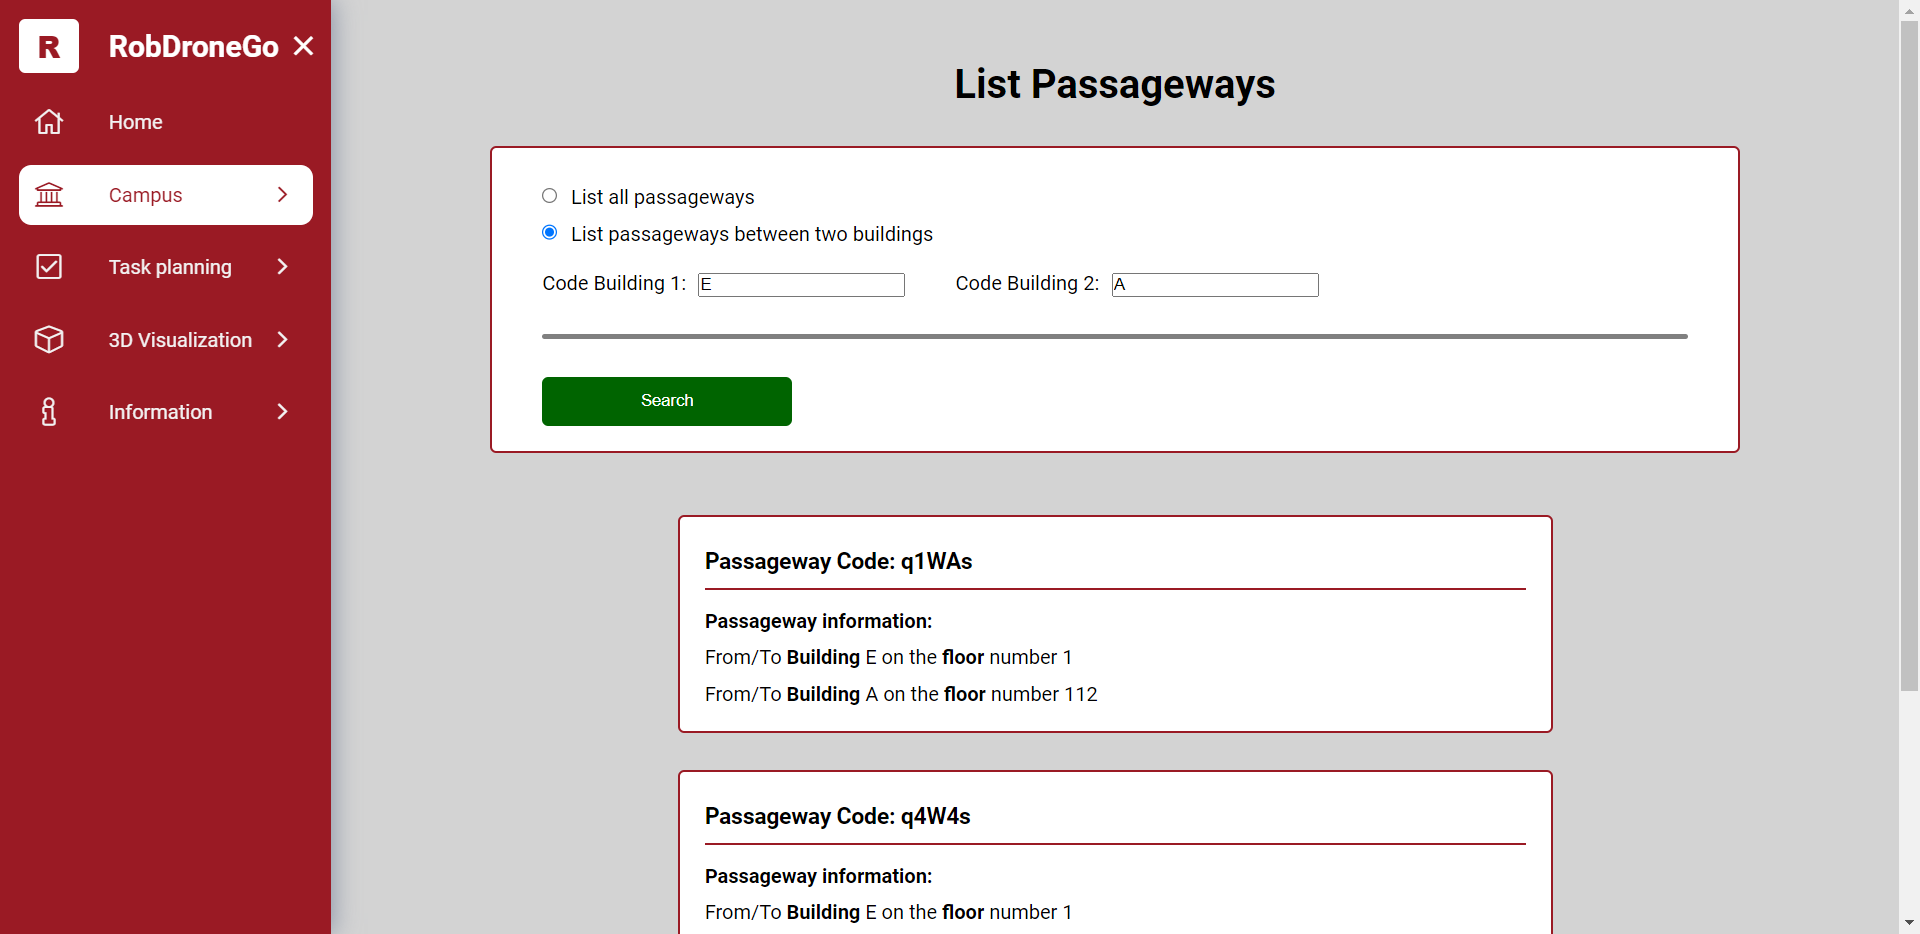 R
RobDroneGo
Home
Campus
Task planning
3D Visualization
Information
List Passageways
List all passageways
List passageways between two buildings
Code Building 1: E Code Building 2: A
Search
Passageway Code: q1WAs
Passageway information:
From/To Building E on the floor number 1
From/To Building A on the floor number 112
Passageway Code: q4W4s
Passageway information:
From/To Building E on the floor number 1